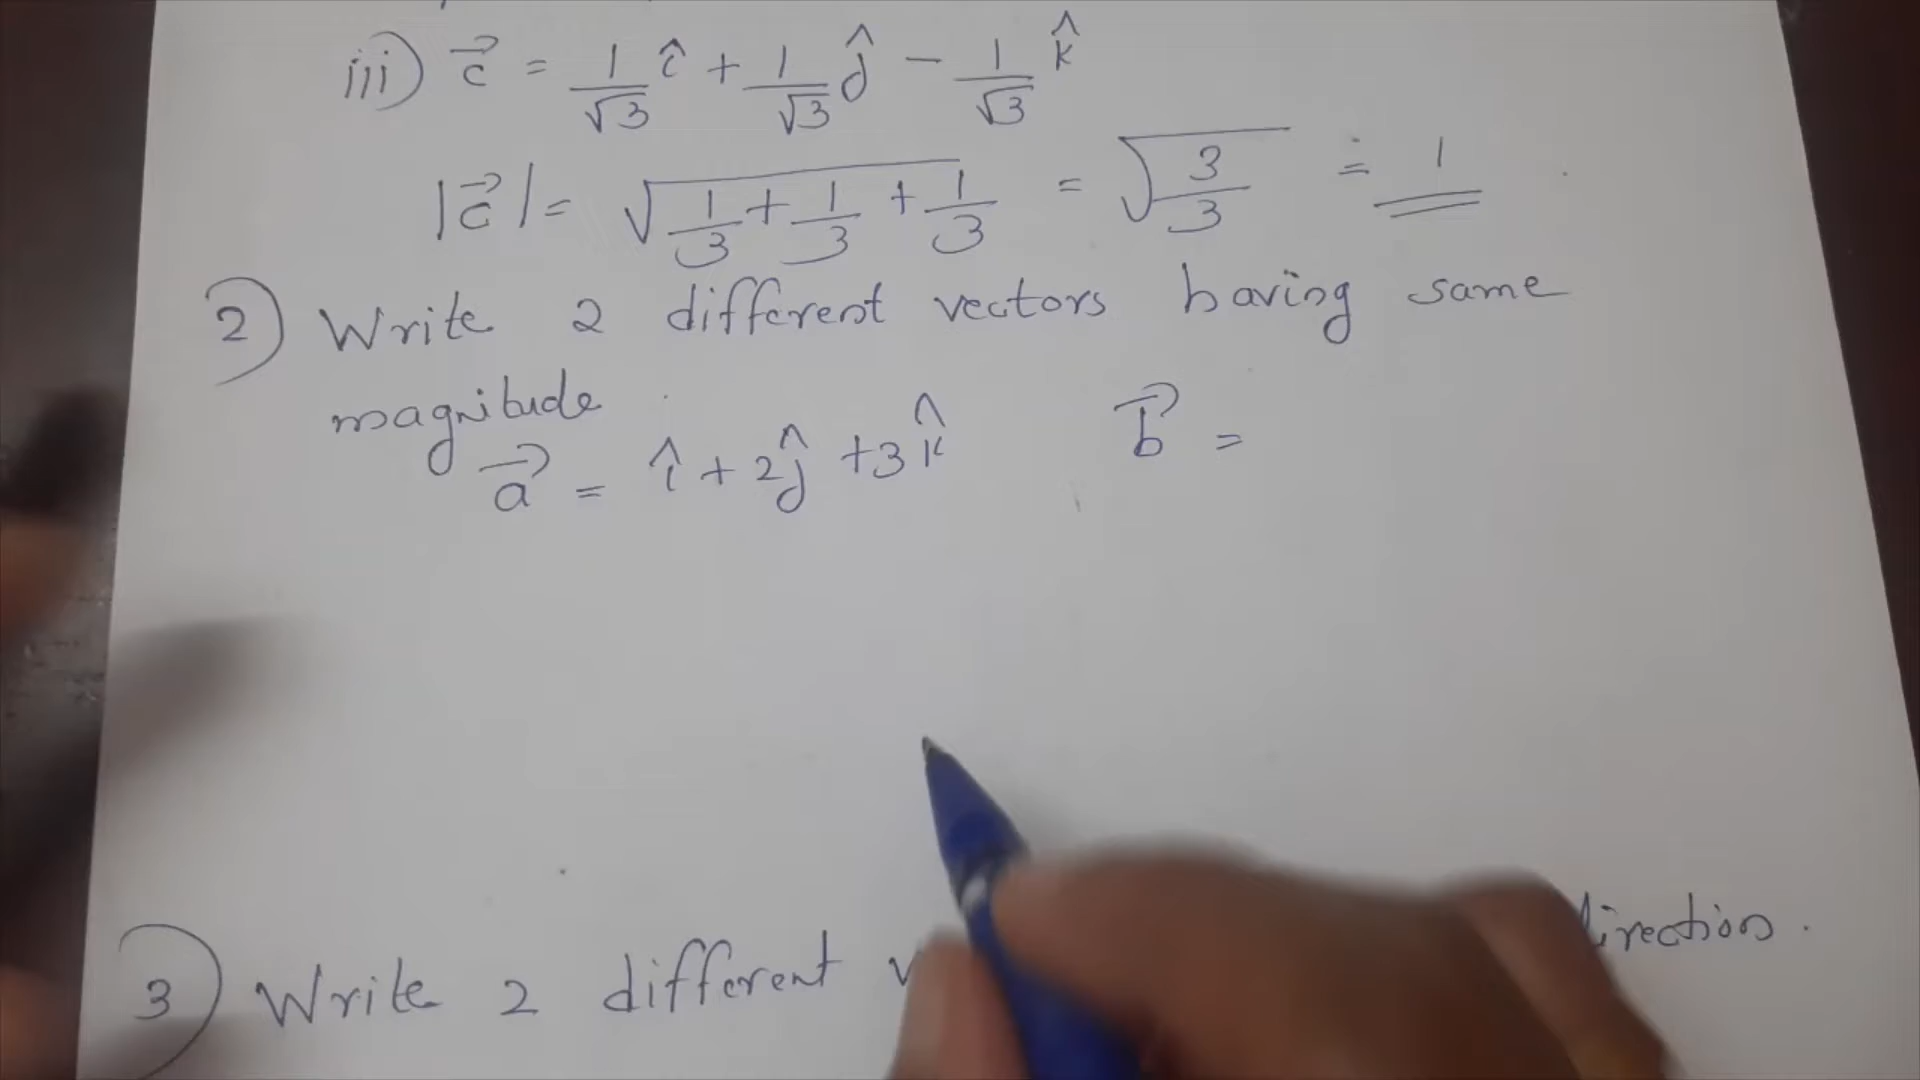 iii) c⃗ = 1/√3 î + 1/√3 ĵ - 1/√3 k̂
|c⃗| = √(1/3 + 1/3 + 1/3) = √(3/3) = 1
2) Write 2 different vectors having same
magnitude.
a⃗ = î + 2ĵ + 3k̂ b⃗ =
3) Write 2 different direction.